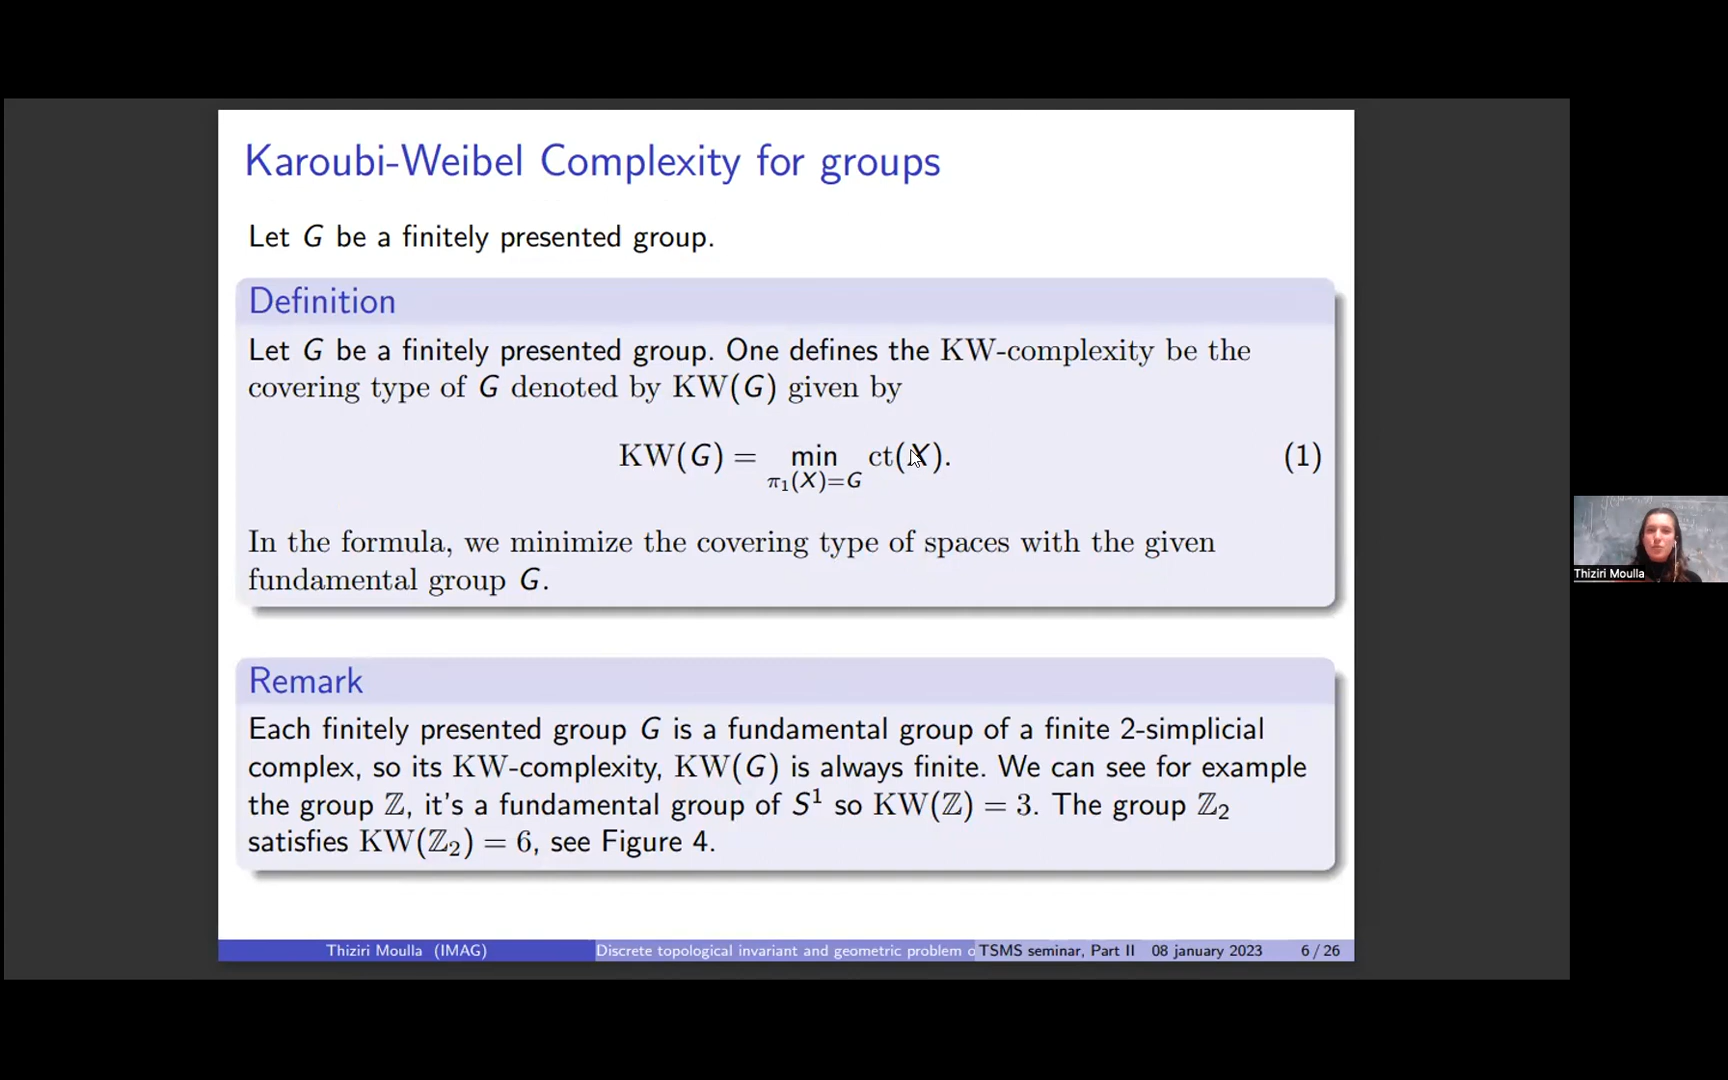 Karoubi-Weibel Complexity for groups
Let G be a finitely presented group.
Definition
Let G be a finitely presented group. One defines the KW-complexity be the
covering type of G denoted by KW(G) given by
KW(G) = min ct(X). (1)
π₁(X)=G
In the formula, we minimize the covering type of spaces with the given
fundamental group G.
Remark
Each finitely presented group G is a fundamental group of a finite 2-simplicial
complex, so its KW-complexity, KW(G) is always finite. We can see for example
the group ℤ, it's a fundamental group of S¹ so KW(ℤ) = 3. The group ℤ₂
satisfies KW(ℤ₂) = 6, see Figure 4.
Thiziri Moulla (IMAG) Discrete topological invariant and geometric problem TSMS seminar, Part II 08 january 2023 6 / 26
Thiziri Moulla